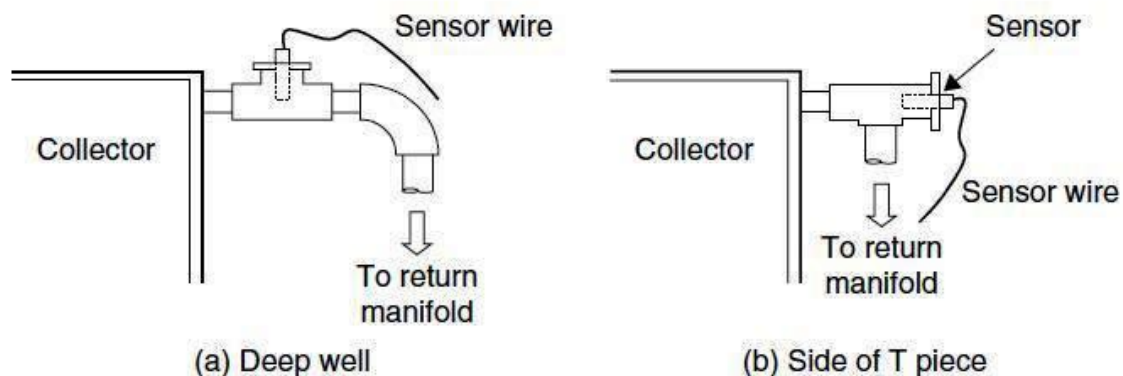 Sensor wire
Collector
To return
manifold
(a) Deep well
Sensor
Collector
Sensor wire
To return
manifold
(b) Side of T piece